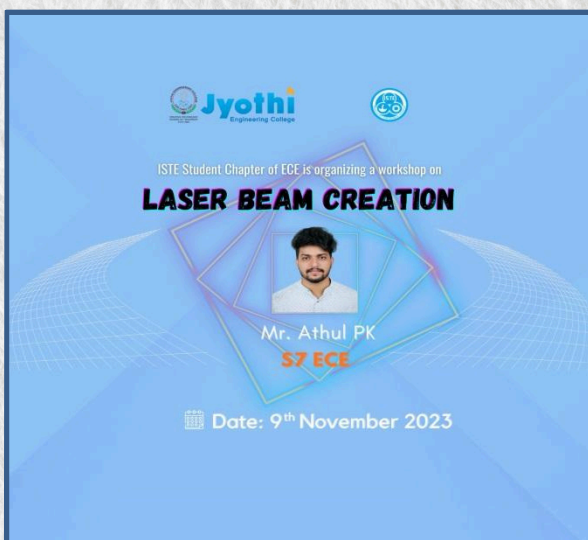 Jyothi
Engineering College
ISTE Student Chapter of ECE is organizing a workshop on
LASER BEAM CREATION
Mr. Athul PK
S7 ECE
Date: 9th November 2023